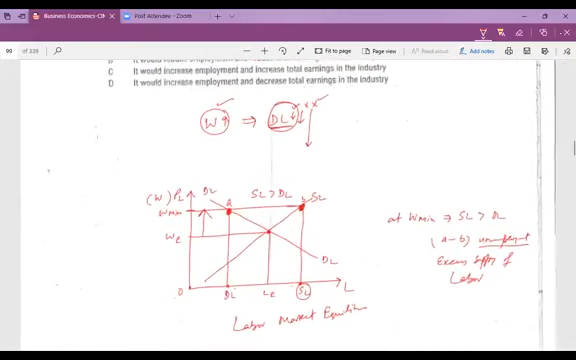 Business Economics-CM
Poll Attendee - Zoom
99 of 339
Fit to page
Page view
Read aloud
Add notes
C It would increase employment and increase total earnings in the industry
D It would increase employment and decrease total earnings in the industry
W↑ ⇒ DL↓
(W) PL DL SL > DL SL
Wmin a b
We
DL
O DL Le SL L
Labor Market Equilibrium
at Wmin ⇒ SL > DL
(a-b) unemployment
Excess supply of
Labor